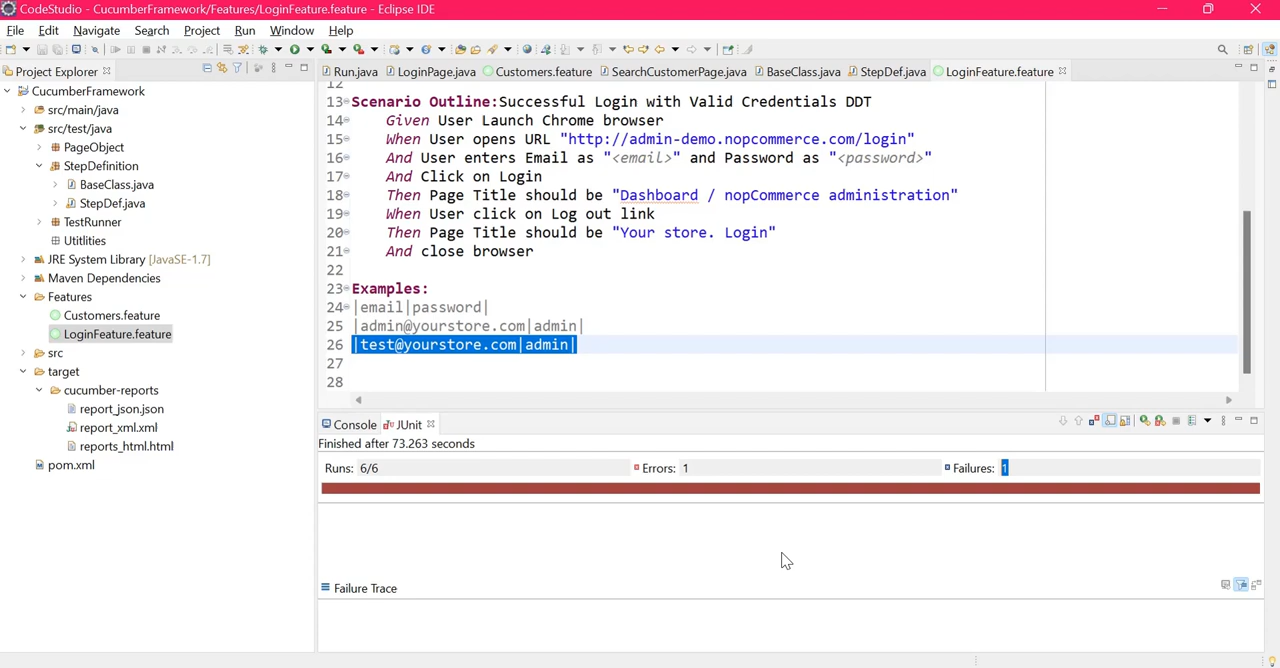 CodeStudio - CucumberFramework/Features/LoginFeature.feature - Eclipse IDE
File Edit Navigate Search Project Run Window Help
Project Explorer
CucumberFramework
src/main/java
src/test/java
PageObject
StepDefinition
BaseClass.java
StepDef.java
TestRunner
Utitlities
JRE System Library [JavaSE-1.7]
Maven Dependencies
Features
Customers.feature
LoginFeature.feature
src
target
cucumber-reports
report_json.json
report_xml.xml
reports_html.html
pom.xml
Run.java LoginPage.java Customers.feature SearchCustomerPage.java BaseClass.java StepDef.java LoginFeature.feature
12
13 Scenario Outline:Successful Login with Valid Credentials DDT
14 Given User Launch Chrome browser
15 When User opens URL "http://admin-demo.nopcommerce.com/login"
16 And User enters Email as "<email>" and Password as "<password>"
17 And Click on Login
18 Then Page Title should be "Dashboard / nopCommerce administration"
19 When User click on Log out link
20 Then Page Title should be "Your store. Login"
21 And close browser
22
23 Examples:
24 |email|password|
25 |admin@yourstore.com|admin|
26 |test@yourstore.com|admin|
27
28
Console JUnit
Finished after 73.263 seconds
Runs: 6/6 Errors: 1 Failures: 1
Failure Trace